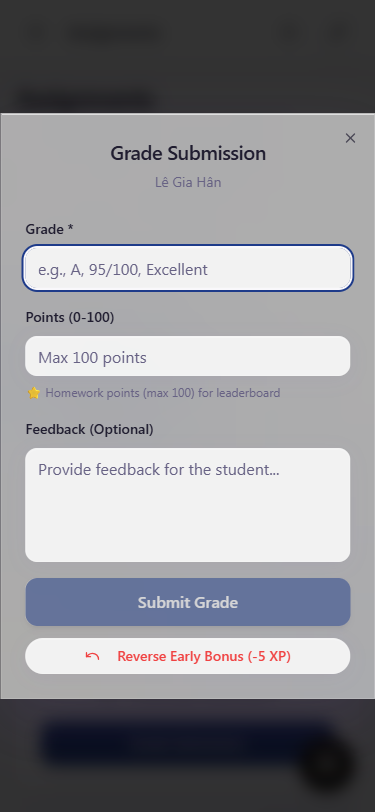 Grade Submission
Lê Gia Hân
Grade *
e.g., A, 95/100, Excellent
Points (0-100)
Max 100 points
⭐ Homework points (max 100) for leaderboard
Feedback (Optional)
Provide feedback for the student...
Submit Grade
Reverse Early Bonus (-5 XP)